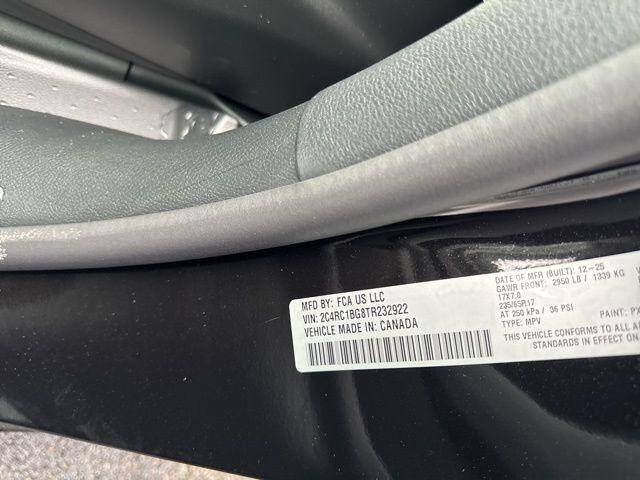 MFD BY: FCA US LLC
VIN: 2C4RC1BG8TR232922
VEHICLE MADE IN: CANADA
DATE OF MFR (BUILT): 12-25
GAWR FRONT: 2950 LB / 1339 KG
17X7.0
235/65R17
AT 250 kPa / 36 PSI
TYPE: MPV
PAINT: PX
THIS VEHICLE CONFORMS TO
STANDARDS IN EFFECT ON